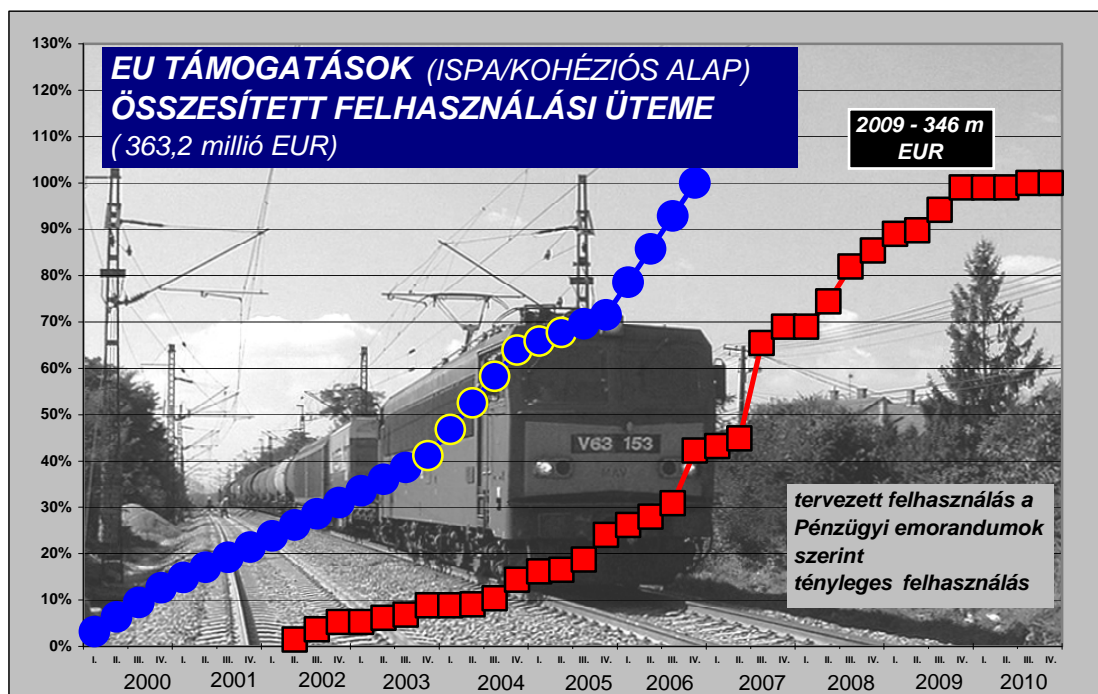 EU TÁMOGATÁSOK (ISPA/KOHÉZIÓS ALAP)
ÖSSZESÍTETT FELHASZNÁLÁSI ÜTEME
( 363,2 millió EUR)
2009 - 346 m
EUR
130%
120%
110%
100%
90%
80%
70%
60%
50%
40%
30%
20%
10%
0%
V63 153
MÁV
tervezett felhasználás a
Pénzügyi emorandumok
szerint
tényleges felhasználás
I. II. III. IV. I. II. III. IV. I. II. III. IV. I. II. III. IV. I. II. III. IV. I. II. III. IV. I. II. III. IV. I. II. III. IV. I. II. III. IV. I. II. III. IV. I. II. III. IV.
2000 2001 2002 2003 2004 2005 2006 2007 2008 2009 2010